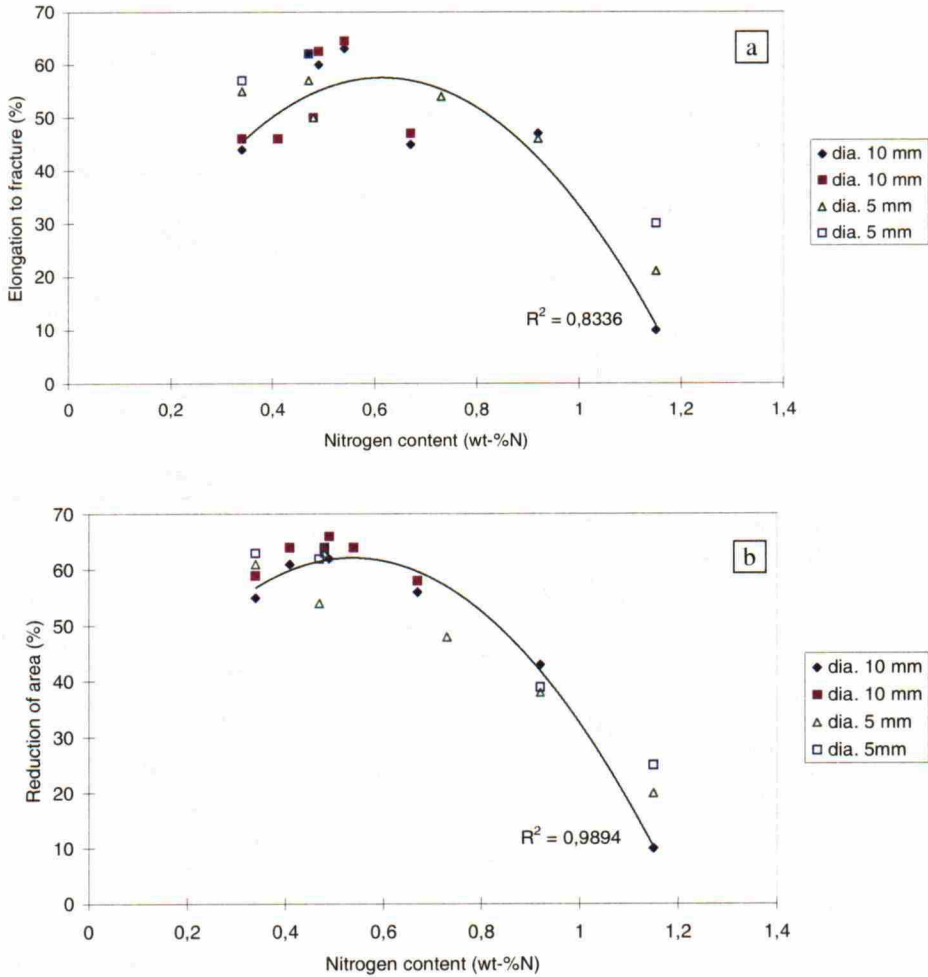 70
60
50
40
30
20
10
0
Elongation to fracture (%)
a
R² = 0,8336
0 0,2 0,4 0,6 0,8 1 1,2 1,4
Nitrogen content (wt-%N)
dia. 10 mm
dia. 10 mm
dia. 5 mm
dia. 5 mm
70
60
50
40
30
20
10
0
Reduction of area (%)
b
R² = 0,9894
0 0,2 0,4 0,6 0,8 1 1,2 1,4
Nitrogen content (wt-%N)
dia. 10 mm
dia. 10 mm
dia. 5 mm
dia. 5mm